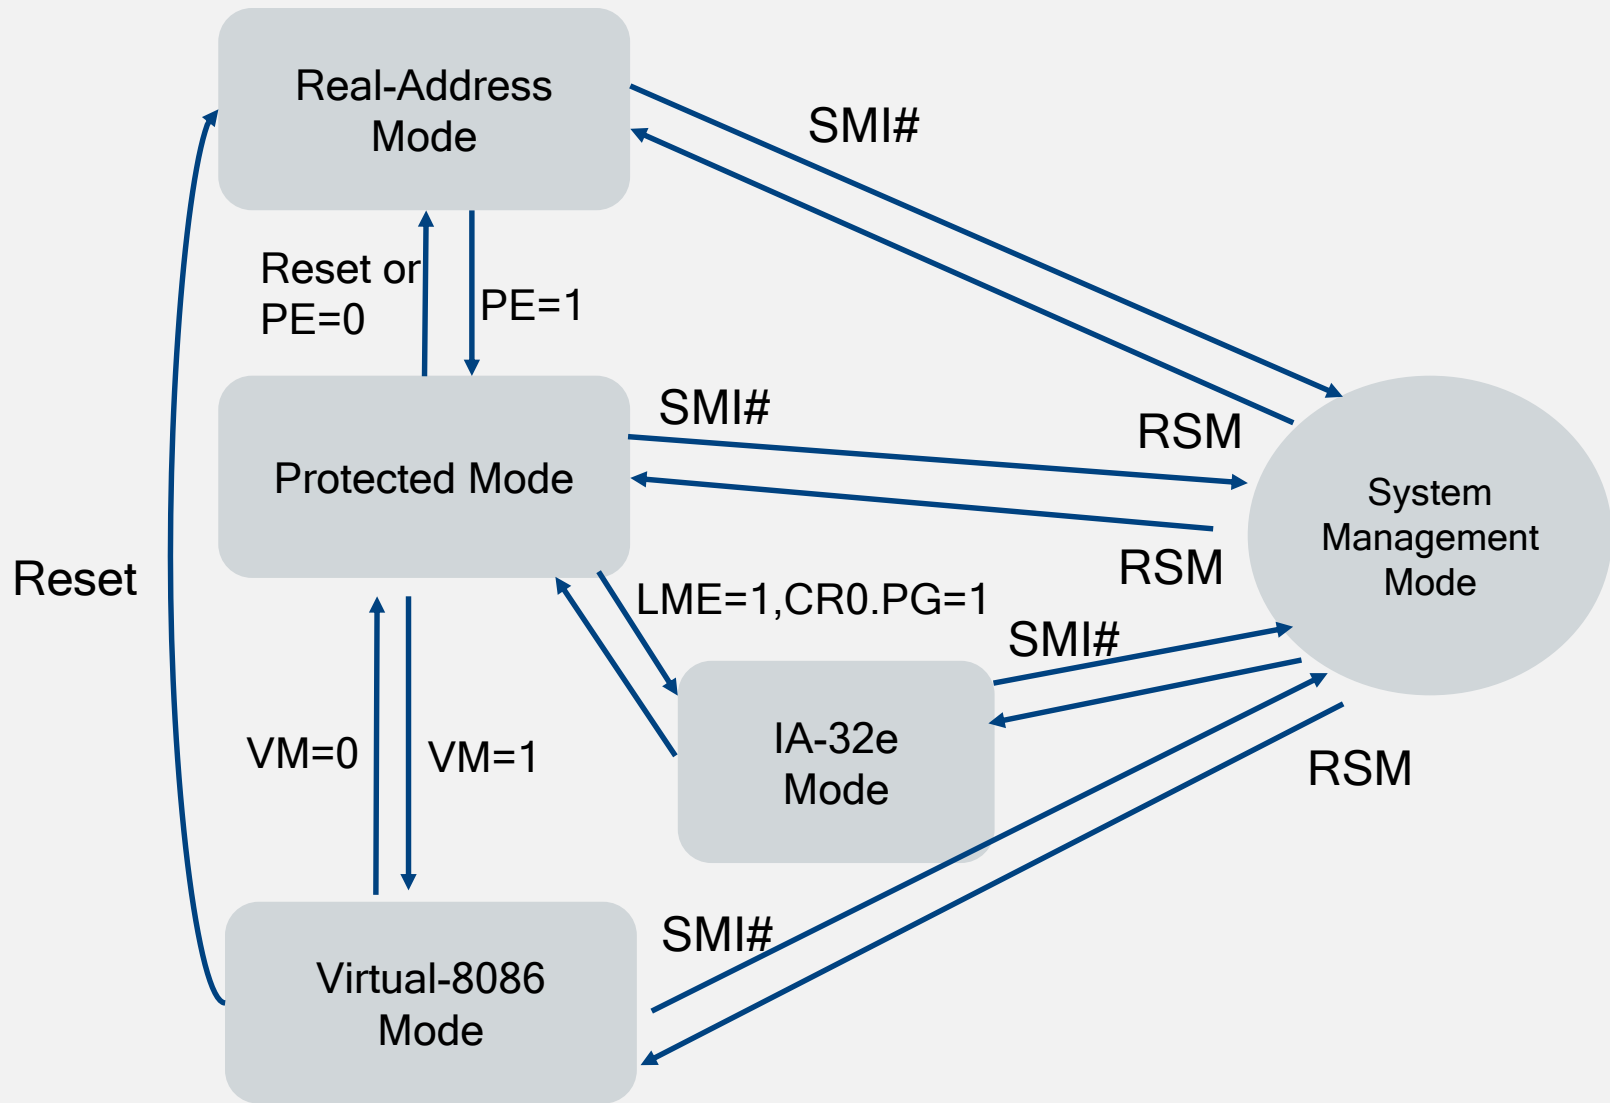 Real-Address
Mode
SMI#
Reset or
PE=0
PE=1
SMI#
RSM
Protected Mode
System
Management
Mode
RSM
Reset
LME=1,CR0.PG=1
SMI#
IA-32e
Mode
VM=0
VM=1
RSM
SMI#
Virtual-8086
Mode